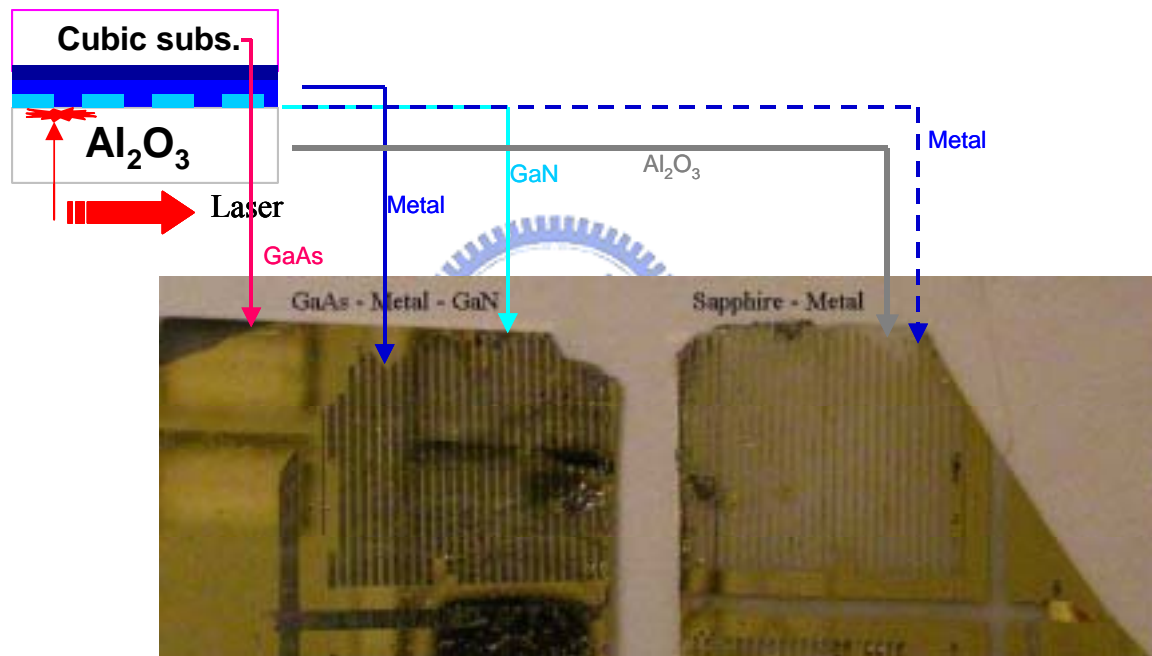 Cubic subs.
Al₂O₃
Laser
GaAs
Metal
GaN
Al₂O₃
Metal
GaAs - Metal - GaN
Sapphire - Metal